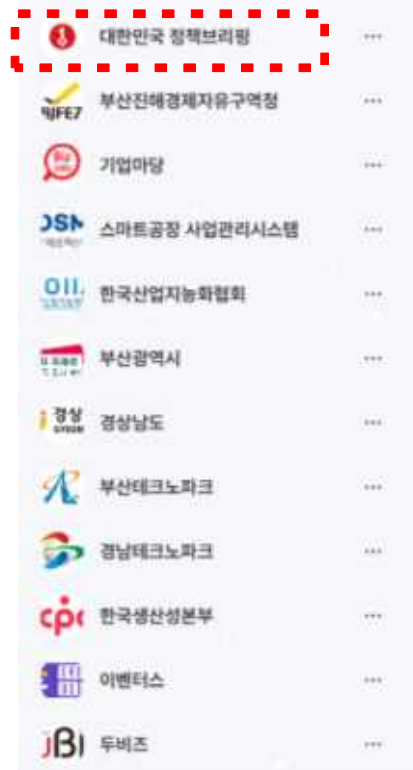 대한민국 정책브리핑
부산진해경제자유구역청
기업마당
스마트공장 사업관리시스템
한국산업지능화협회
부산광역시
경상
경상남도
부산테크노파크
경남테크노파크
한국생산성본부
이벤터스
두비즈